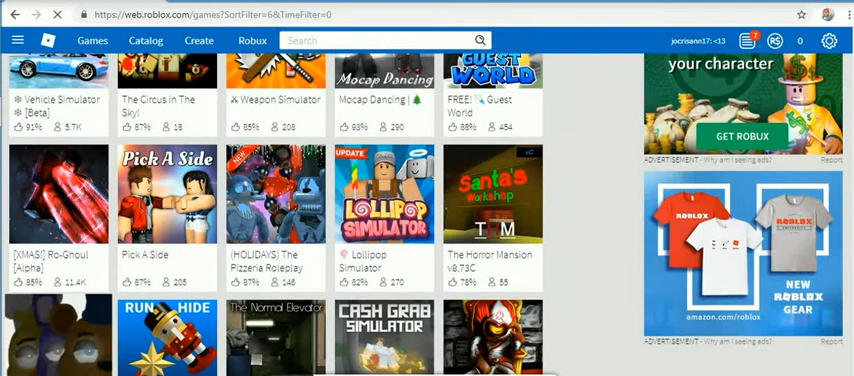 https://web.roblox.com/games?SortFilter=6&TimeFilter=0
Games
Catalog
Create
Robux
Search
jocrisann17: <13
7
R$
0
Mocap Dancing
GUEST WORLD
your character
GET ROBUX
❄ Vehicle Simulator
❄ [Beta]
91% 5.7K
The Circus in The
Sky!
87% 18
⚔ Weapon Simulator
85% 208
Mocap Dancing | 🎄
93% 290
FREE! 🔭 Guest
World
88% 454
ADVERTISEMENT - Why am I seeing ads?
Report
Pick A Side
NEW
UPDATE
LOLLIPOP
SIMULATOR
Santa's
Workshop
T M
[XMAS!] Ro-Ghoul
[Alpha]
85% 11.4K
Pick A Side
87% 205
(HOLIDAYS) The
Pizzeria Roleplay
87% 146
🍭 Lollipop
Simulator
82% 270
The Horror Mansion
v8.73C
78% 55
ROBLOX
ROBLOX
NEW
ROBLOX
GEAR
amazon.com/roblox
ADVERTISEMENT - Why am I seeing ads?
Report
RUN HIDE
The Normal Elevator
CASH GRAB
SIMULATOR